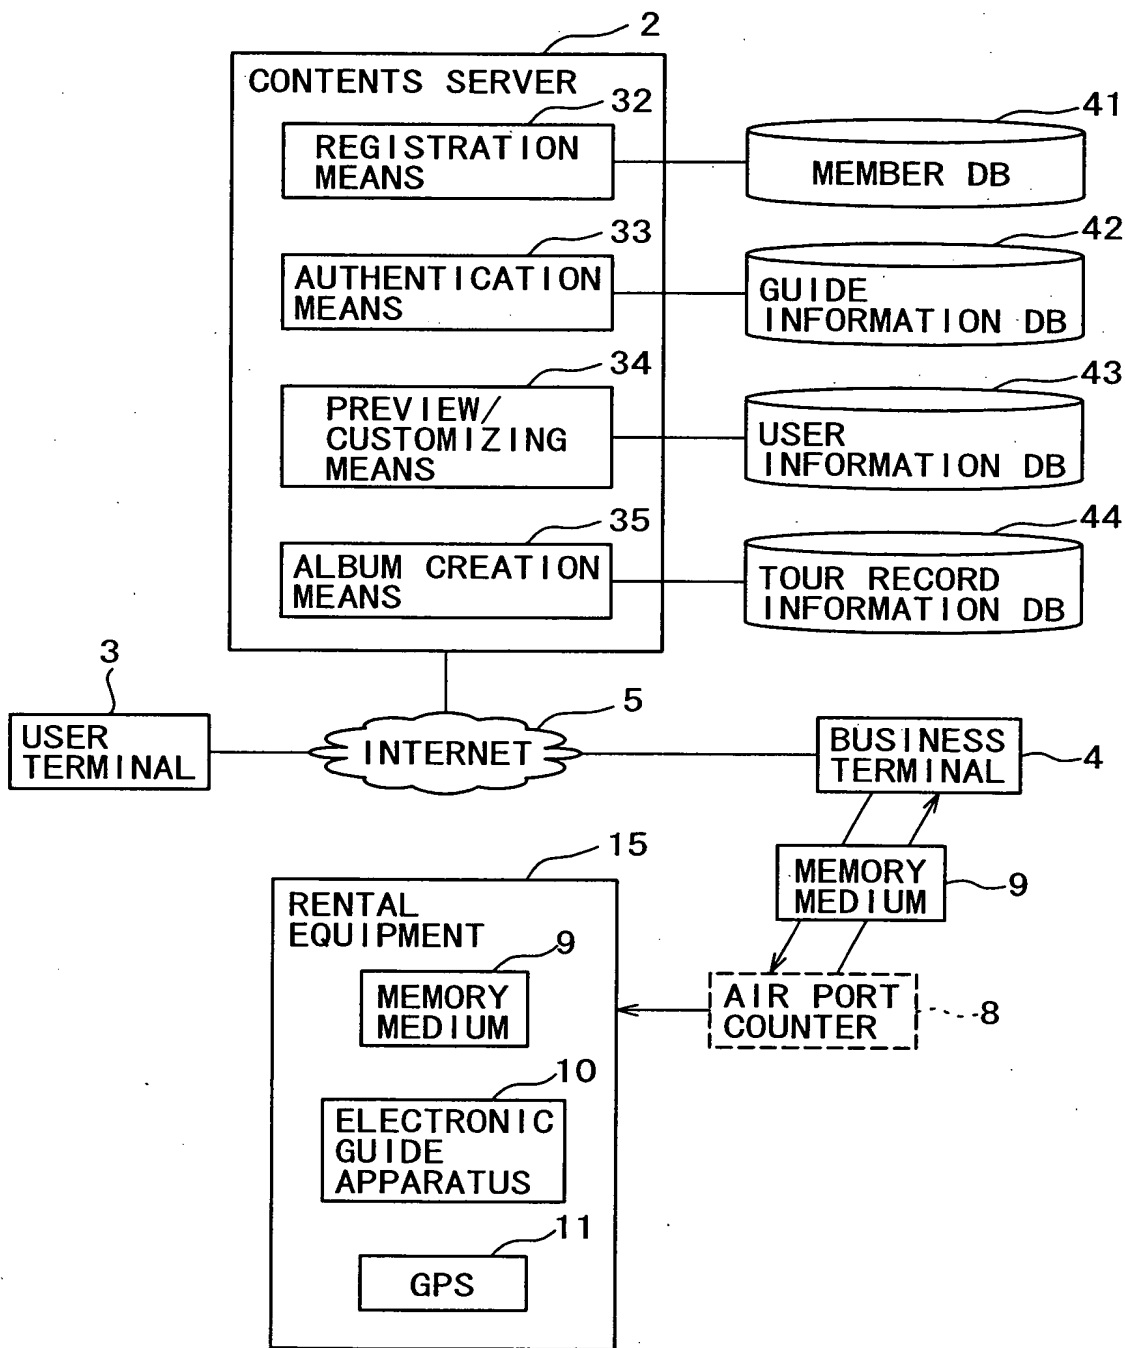 2
CONTENTS SERVER
32
REGISTRATION
MEANS
41
MEMBER DB
33
AUTHENTICATION
MEANS
42
GUIDE
INFORMATION DB
34
PREVIEW/
CUSTOMIZING
MEANS
43
USER
INFORMATION DB
35
ALBUM CREATION
MEANS
44
TOUR RECORD
INFORMATION DB
3
USER
TERMINAL
5
INTERNET
BUSINESS
TERMINAL
4
MEMORY
MEDIUM
9
15
RENTAL
EQUIPMENT
9
MEMORY
MEDIUM
AIR PORT
COUNTER
8
10
ELECTRONIC
GUIDE
APPARATUS
11
GPS